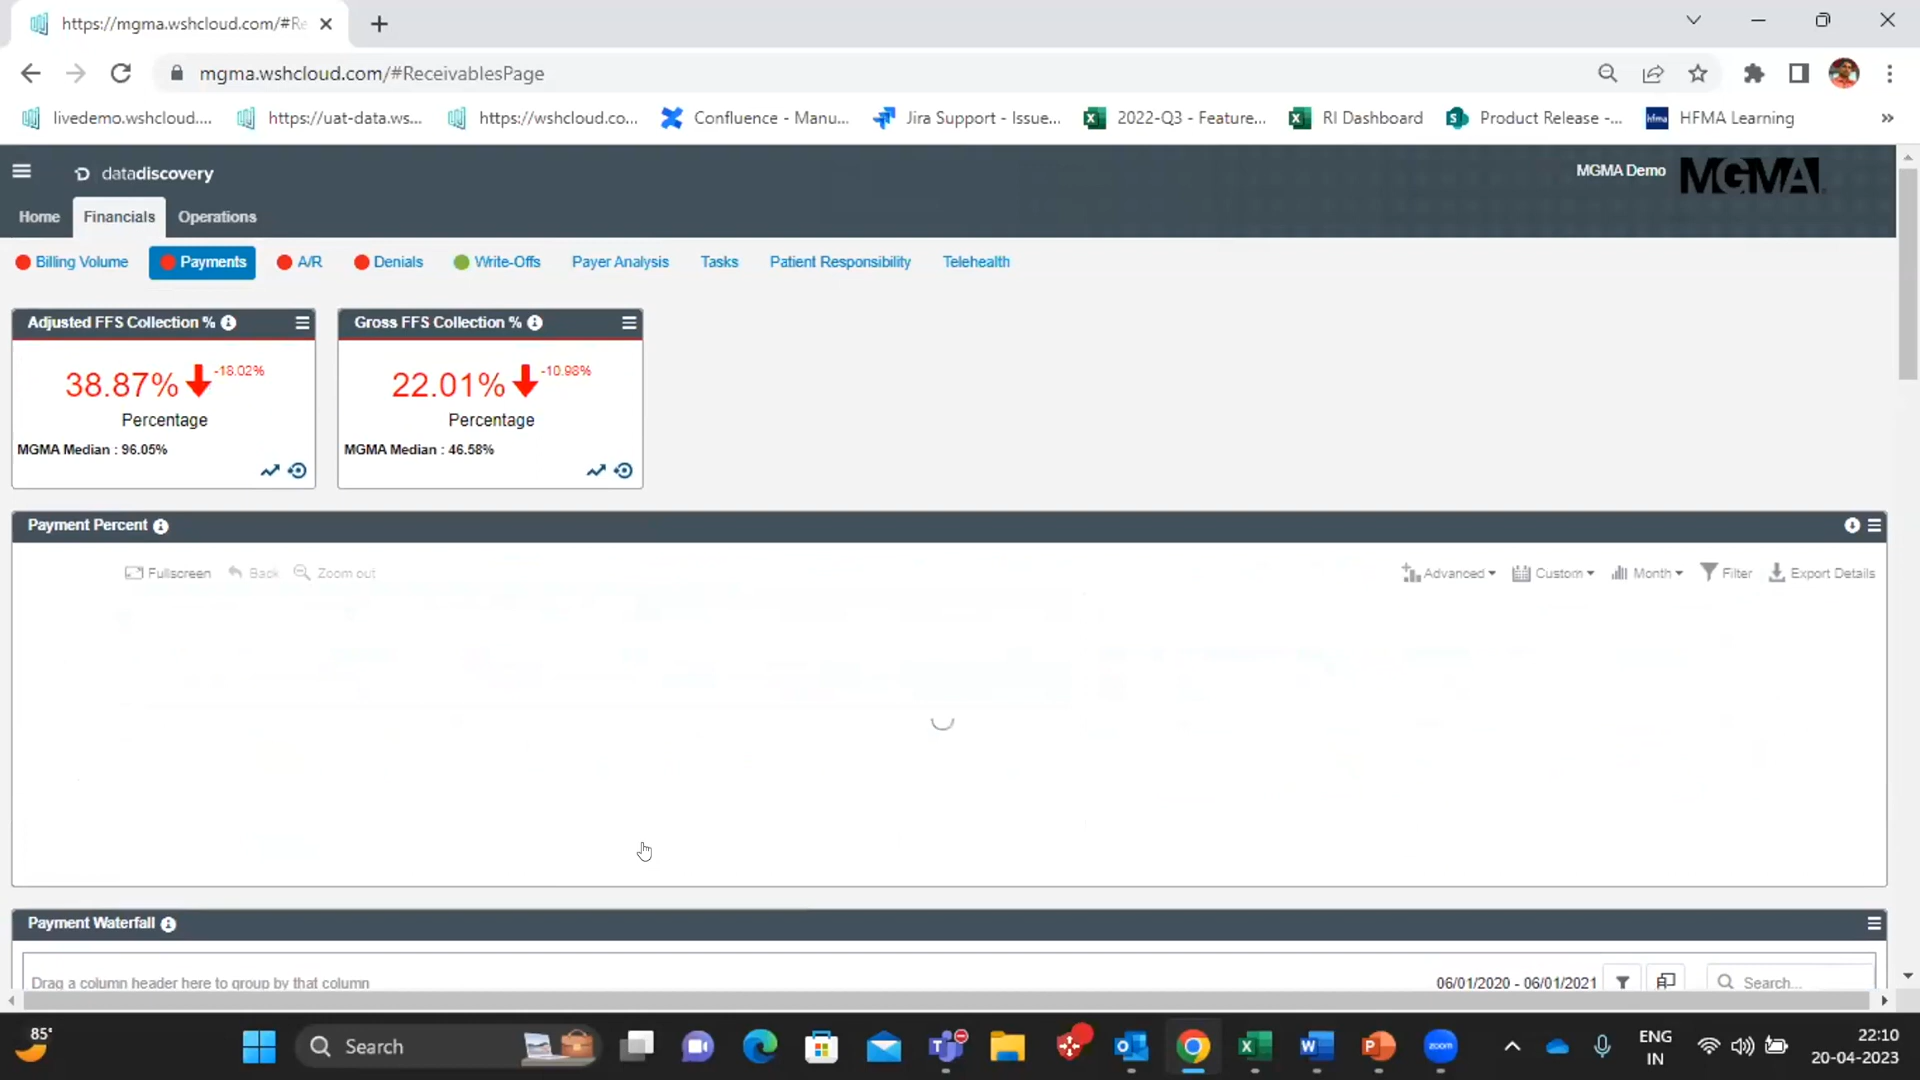 https://mgma.wshcloud.com/#Re
mgma.wshcloud.com/#ReceivablesPage
livedemo.wshcloud.... https://uat-data.ws... https://wshcloud.co... Confluence - Manu... Jira Support - Issue... 2022-Q3 - Feature... RI Dashboard Product Release -... HFMA Learning »
datadiscovery MGMA Demo MGMA
Home Financials Operations
Billing Volume Payments A/R Denials Write-Offs Payer Analysis Tasks Patient Responsibility Telehealth
Adjusted FFS Collection % Gross FFS Collection %
38.87% -18.02% 22.01% -10.98%
Percentage Percentage
MGMA Median : 96.05% MGMA Median : 46.58%
Payment Percent
Fullscreen Back Zoom out Advanced Custom Month Filter Export Details
Payment Waterfall
Drag a column header here to group by that column 06/01/2020 - 06/01/2021 Search...
85° Search zoom ENG 22:10
IN 20-04-2023